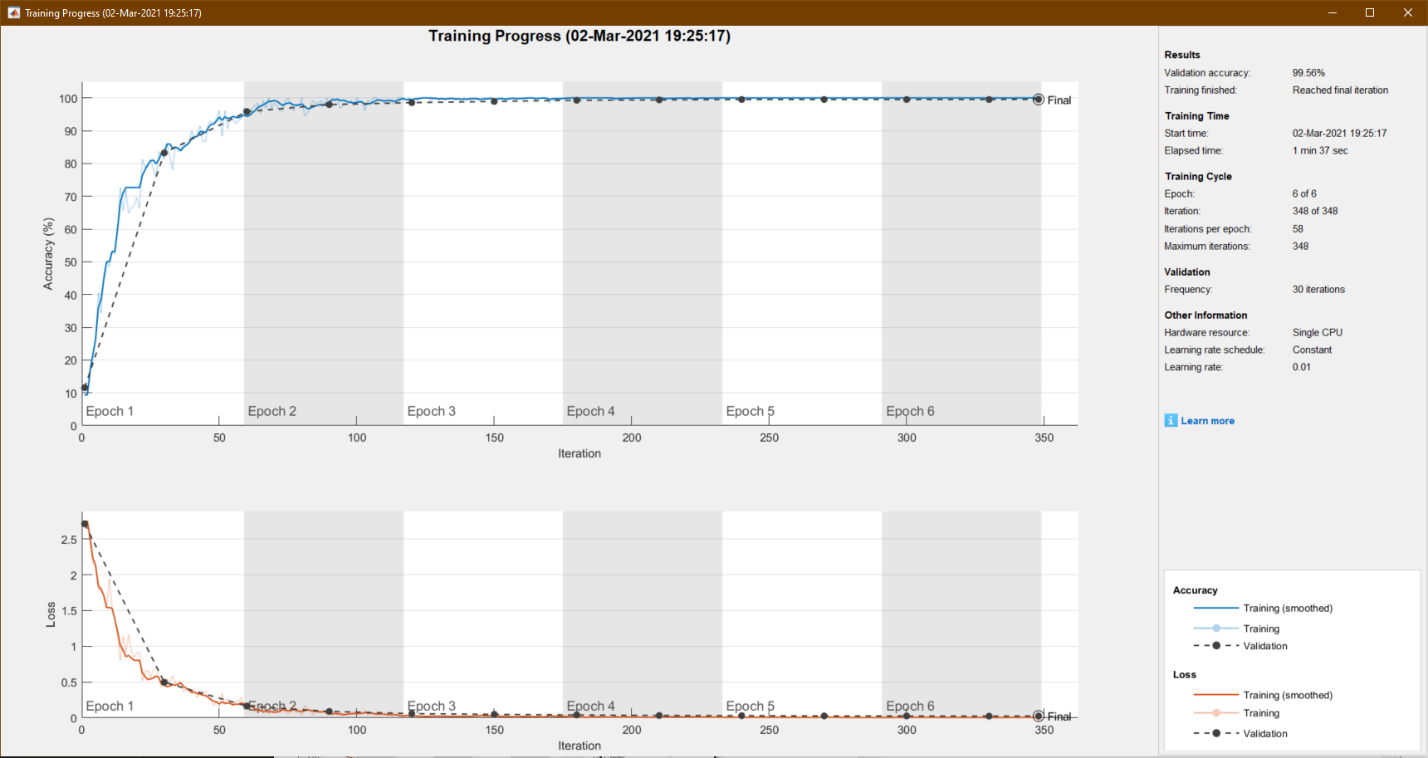 Training Progress (02-Mar-2021 19:25:17)
Training Progress (02-Mar-2021 19:25:17)
Accuracy (%)
100
90
80
70
60
50
40
30
20
10
0
Final
Epoch 1 Epoch 2 Epoch 3 Epoch 4 Epoch 5 Epoch 6
0 50 100 150 200 250 300 350
Iteration
Loss
2.5
2
1.5
1
0.5
0
Epoch 1 Epoch 2 Epoch 3 Epoch 4 Epoch 5 Epoch 6
Final
0 50 100 150 200 250 300 350
Iteration
Results
Validation accuracy: 99.56%
Training finished: Reached final iteration
Training Time
Start time: 02-Mar-2021 19:25:17
Elapsed time: 1 min 37 sec
Training Cycle
Epoch: 6 of 6
Iteration: 348 of 348
Iterations per epoch: 58
Maximum iterations: 348
Validation
Frequency: 30 iterations
Other Information
Hardware resource: Single CPU
Learning rate schedule: Constant
Learning rate: 0.01
i Learn more
Accuracy
Training (smoothed)
Training
Validation
Loss
Training (smoothed)
Training
Validation